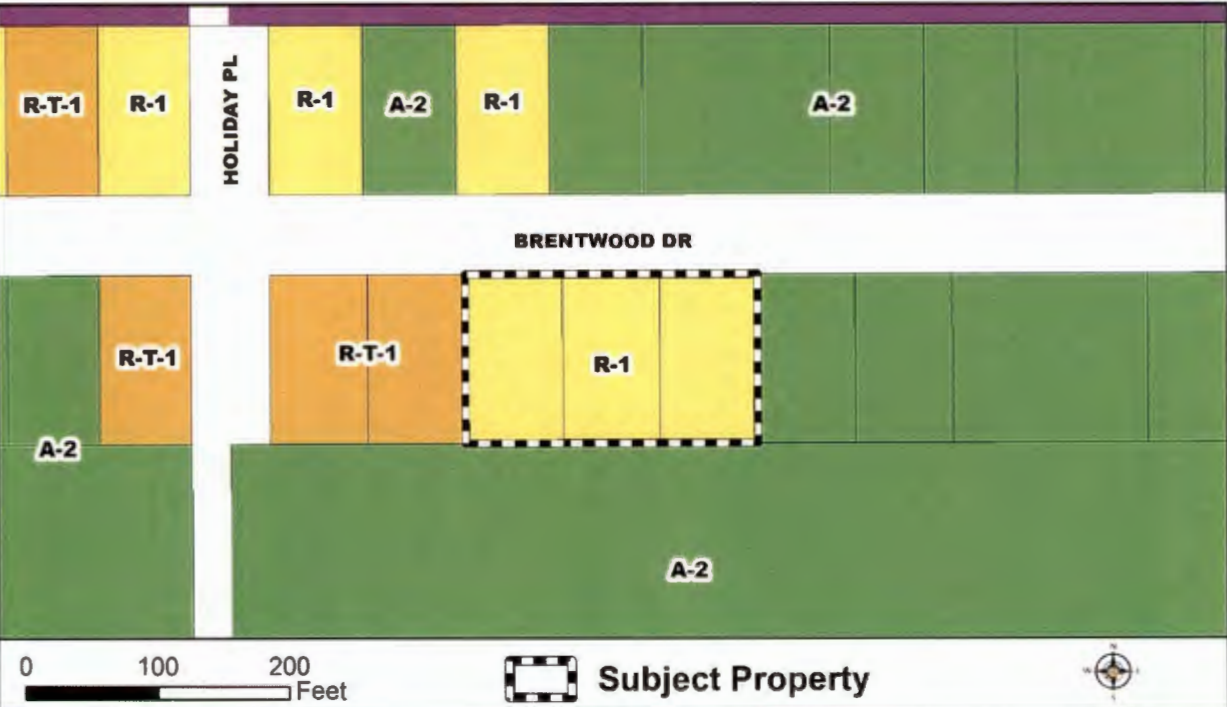 R-T-1
R-1
HOLIDAY PL
R-1
A-2
R-1
A-2
BRENTWOOD DR
R-T-1
R-T-1
R-1
A-2
A-2
0 100 200
Feet
Subject Property
N
W